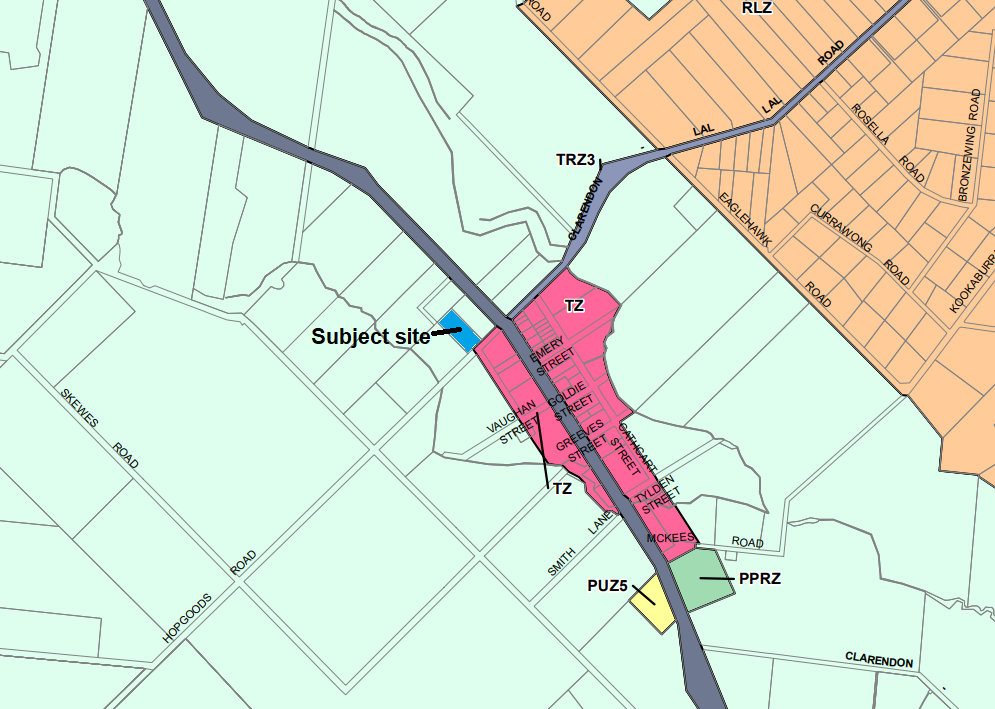 RLZ
ROAD
ROAD
LAL
LAL
ROSELLA
ROAD
BRONZEWING ROAD
TRZ3
CLARENDON
EAGLEHAWK
ROAD
CURRAWONG
ROAD
TZ
Subject site
EMERY
STREET
GOLDIE
STREET
VAUGHAN
STREET
GREEVES
STREET
CATHCART
STREET
SKEWES
ROAD
TZ
TYLDEN
STREET
SMITH
LANE
MCKEES
ROAD
HOPGOODS
ROAD
PUZ5
PPRZ
CLARENDON